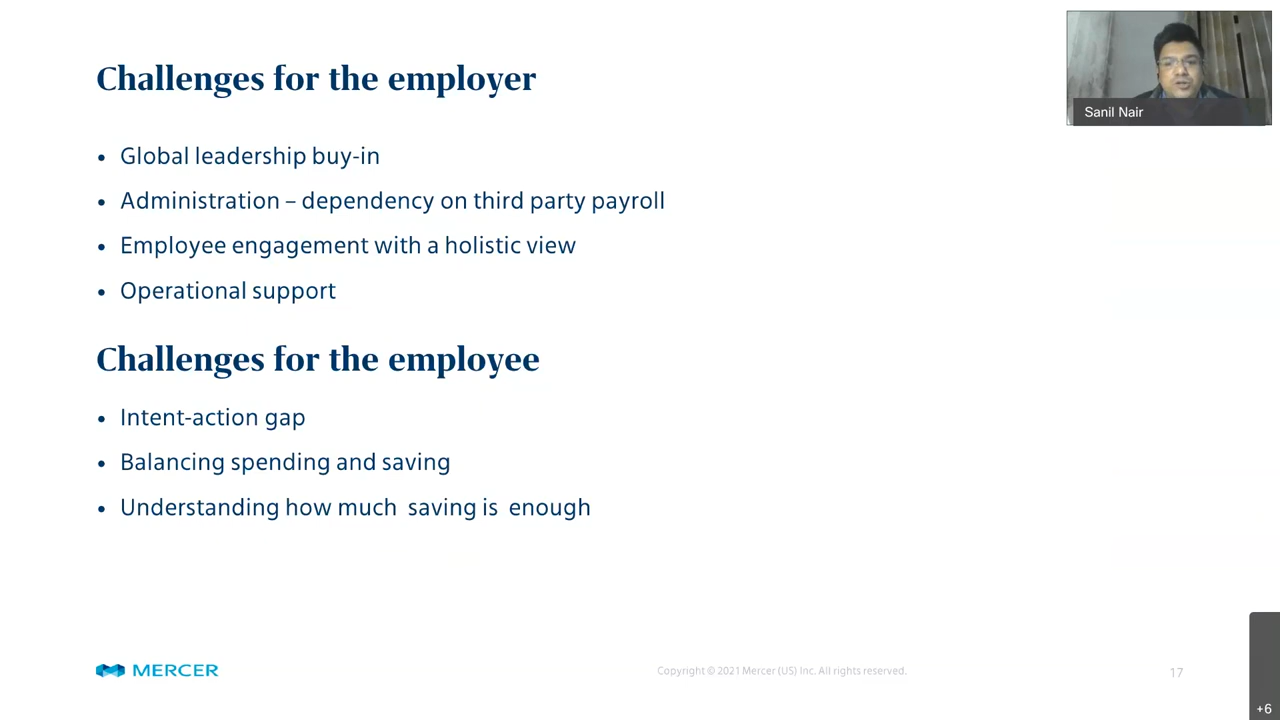 Challenges for the employer
Sanil Nair
• Global leadership buy-in
• Administration – dependency on third party payroll
• Employee engagement with a holistic view
• Operational support
Challenges for the employee
• Intent-action gap
• Balancing spending and saving
• Understanding how much  saving is  enough
MERCER
Copyright © 2021 Mercer (US) Inc. All rights reserved.
17
+6